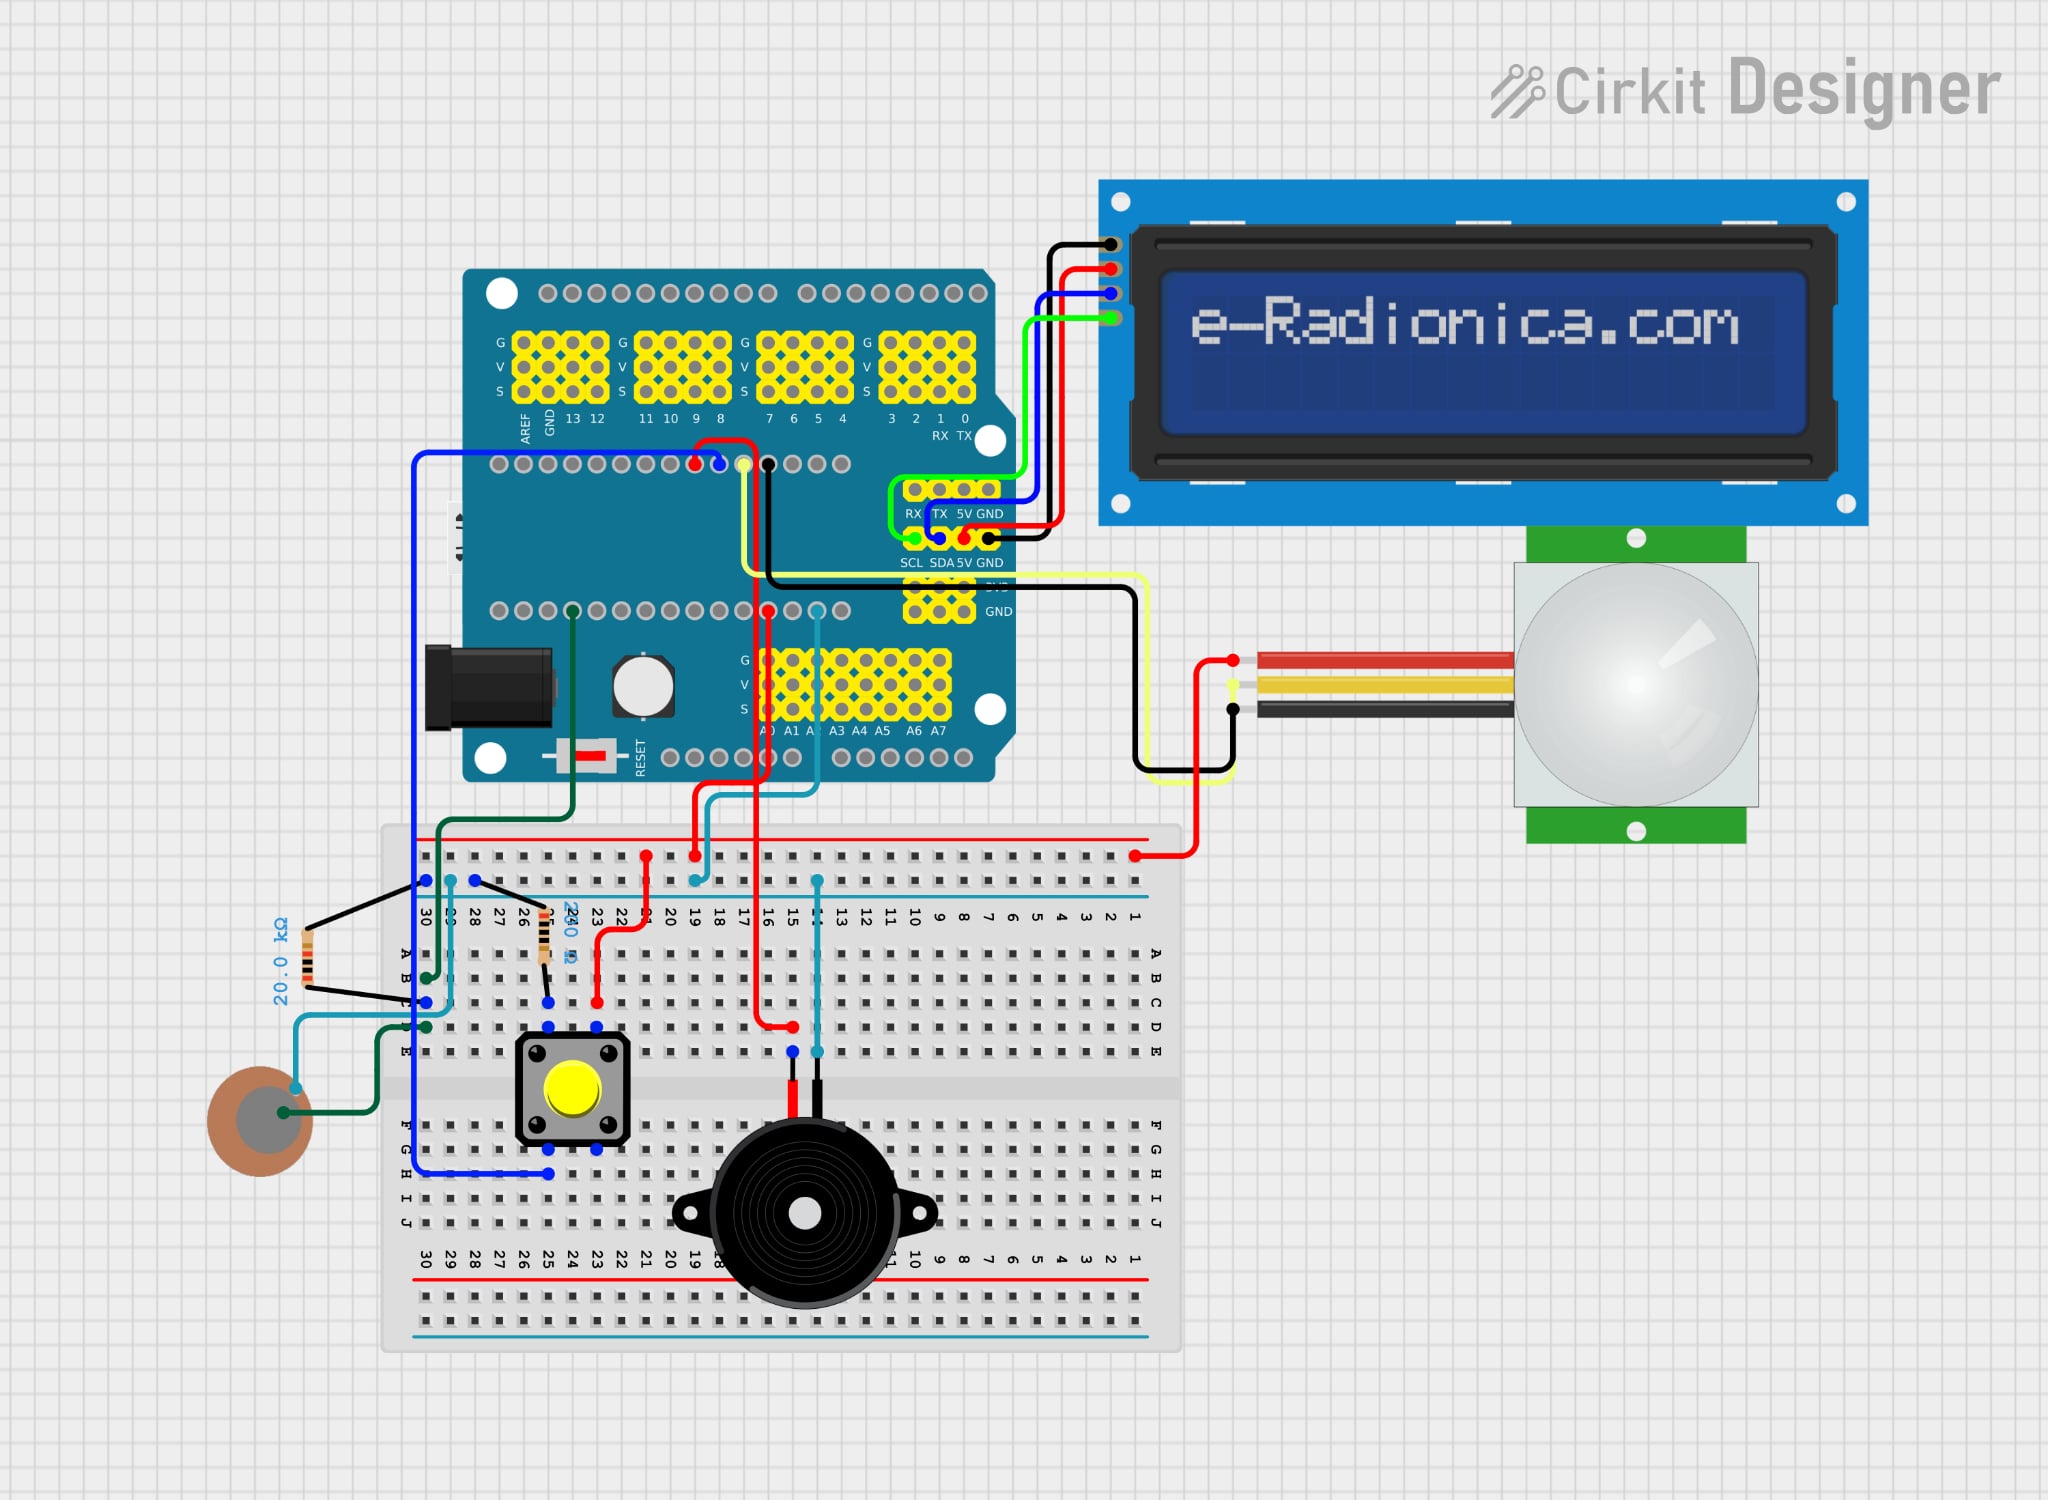 Cirkit Designer
e-Radionica.com
G G G G
V V V V
S S S S
AREF GND 13 12 11 10 9 8 7 6 5 4 3 2 1 0
RX TX
RX TX 5V GND
SCL SDA 5V GND
3V3
GND
G
V
S
A0 A1 A2 A3 A4 A5 A6 A7
RESET
30 29 28 27 26 25 24 23 22 21 20 19 18 17 16 15 14 13 12 11 10 9 8 7 6 5 4 3 2 1
200 Ω
20.0 kΩ
A A
B B
C C
D D
E E
F F
G G
H H
I I
J J
30 29 28 27 26 25 24 23 22 21 20 19 18 11 10 9 8 7 6 5 4 3 2 1